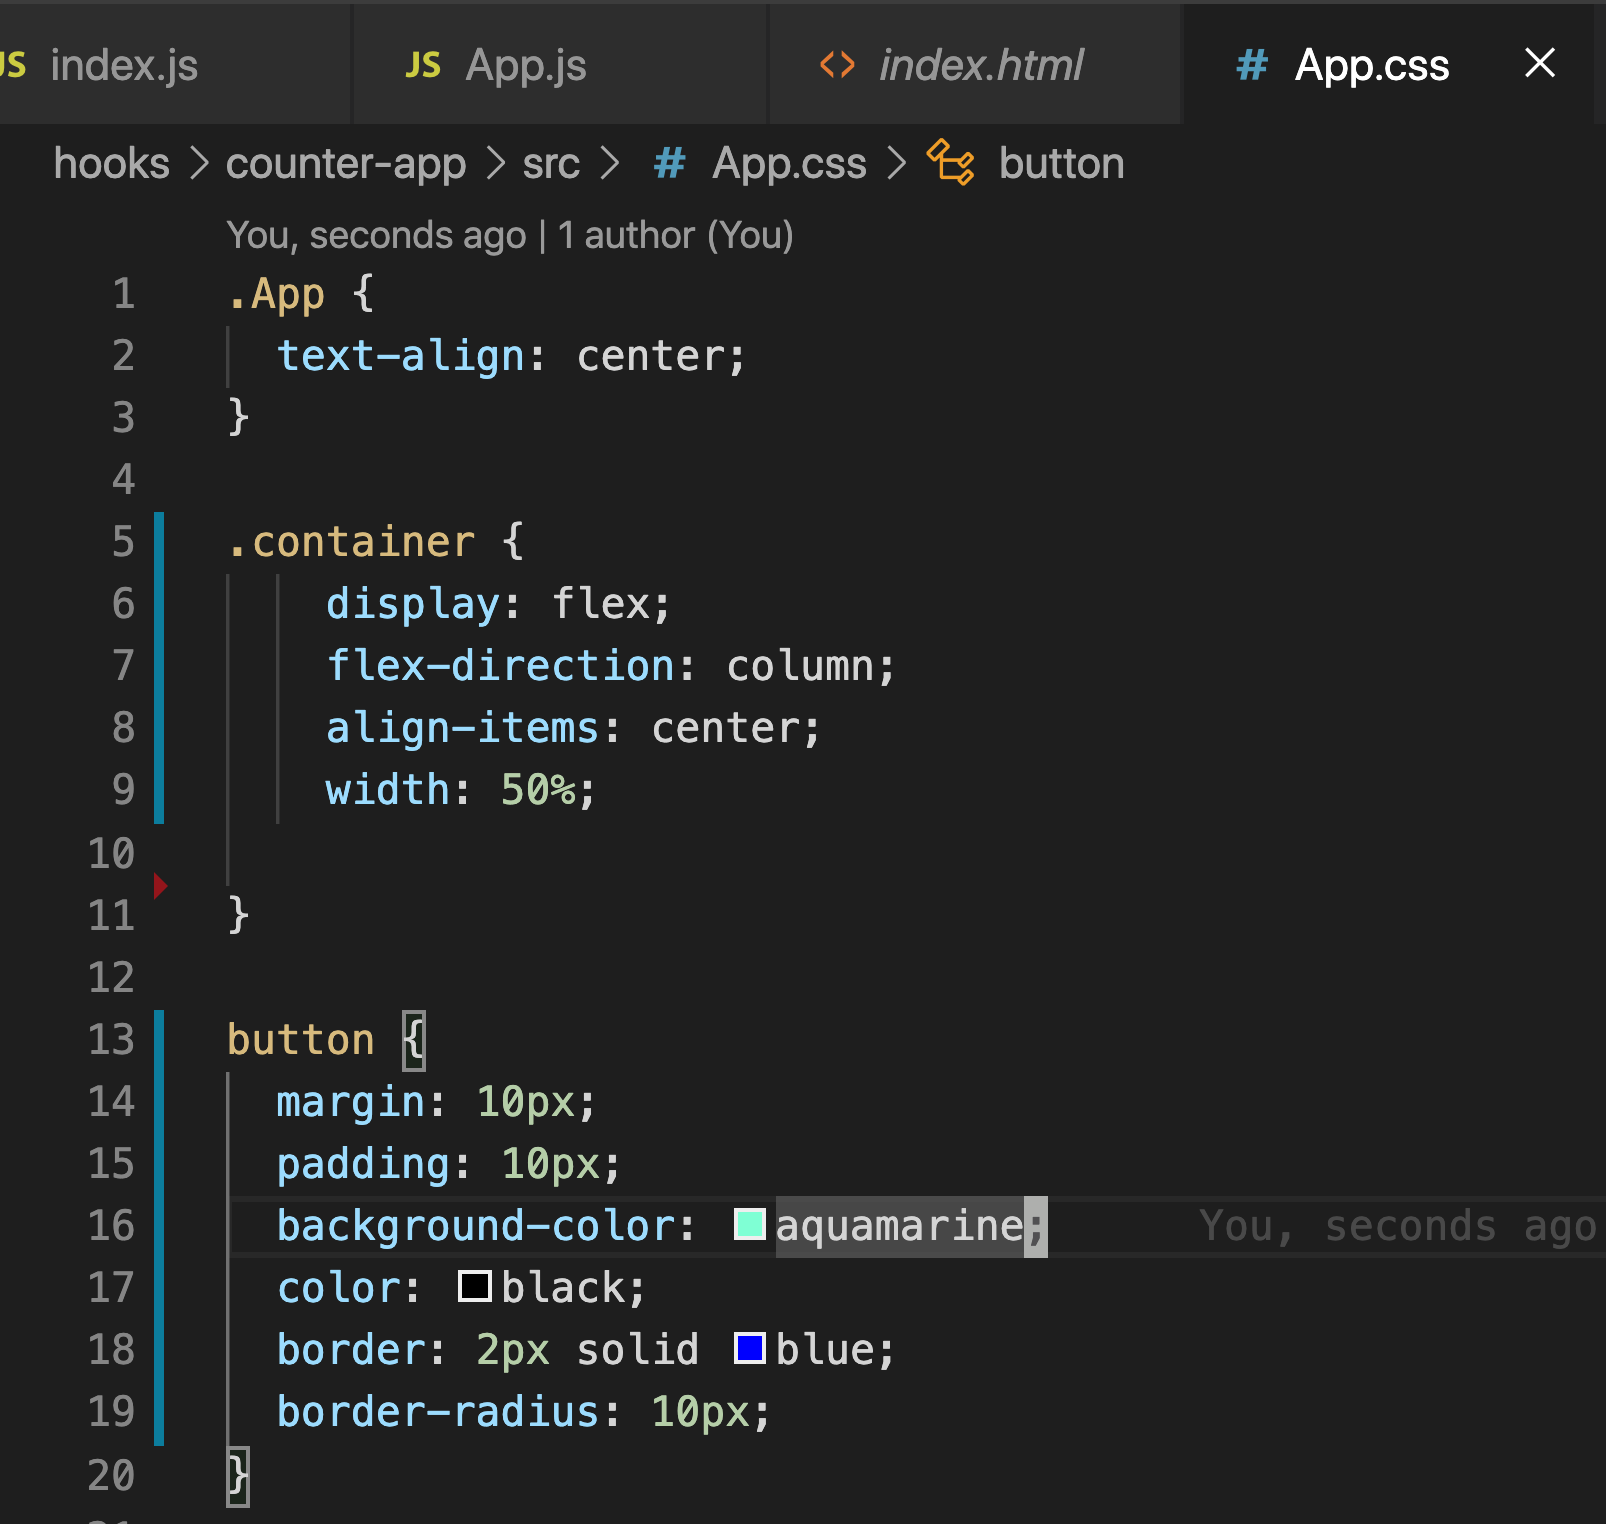 JS index.js JS App.js <> index.html # App.css ×
hooks > counter-app > src > # App.css > button
You, seconds ago | 1 author (You)
1 .App {
2 text-align: center;
3 }
4
5 .container {
6 display: flex;
7 flex-direction: column;
8 align-items: center;
9 width: 50%;
10
11 }
12
13 button {
14 margin: 10px;
15 padding: 10px;
16 background-color: aquamarine; You, seconds ago
17 color: black;
18 border: 2px solid blue;
19 border-radius: 10px;
20 }